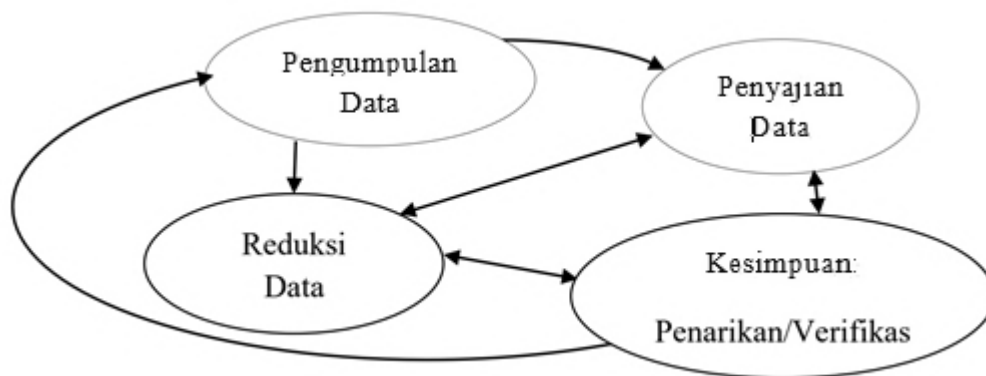 Pengumpulan
Data
Penyajian
Data
Reduksi
Data
Kesimpuan:
Penarikan/Verifikas